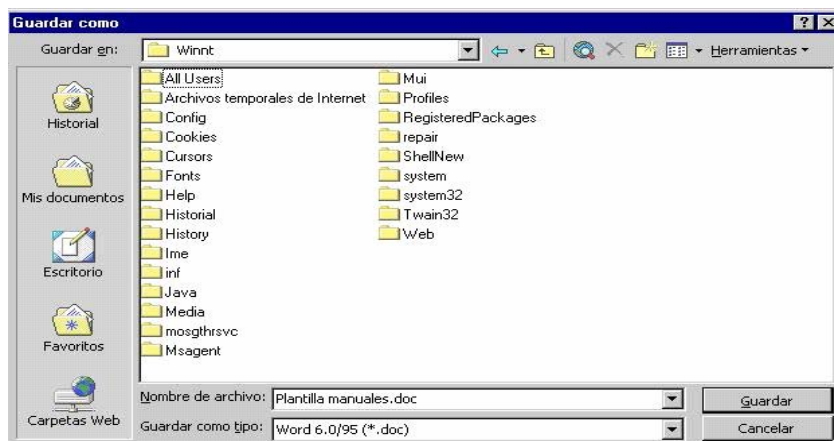 Guardar como
Guardar en: Winnt Herramientas
Historial
Mis documentos
Escritorio
Favoritos
Carpetas Web
All Users
Archivos temporales de Internet
Config
Cookies
Cursors
Fonts
Help
Historial
History
Ime
inf
Java
Media
mosgthrsvc
Msagent
Mui
Profiles
RegisteredPackages
repair
ShellNew
system
system32
Twain32
Web
Nombre de archivo: Plantilla manuales.doc Guardar
Guardar como tipo: Word 6.0/95 (*.doc) Cancelar